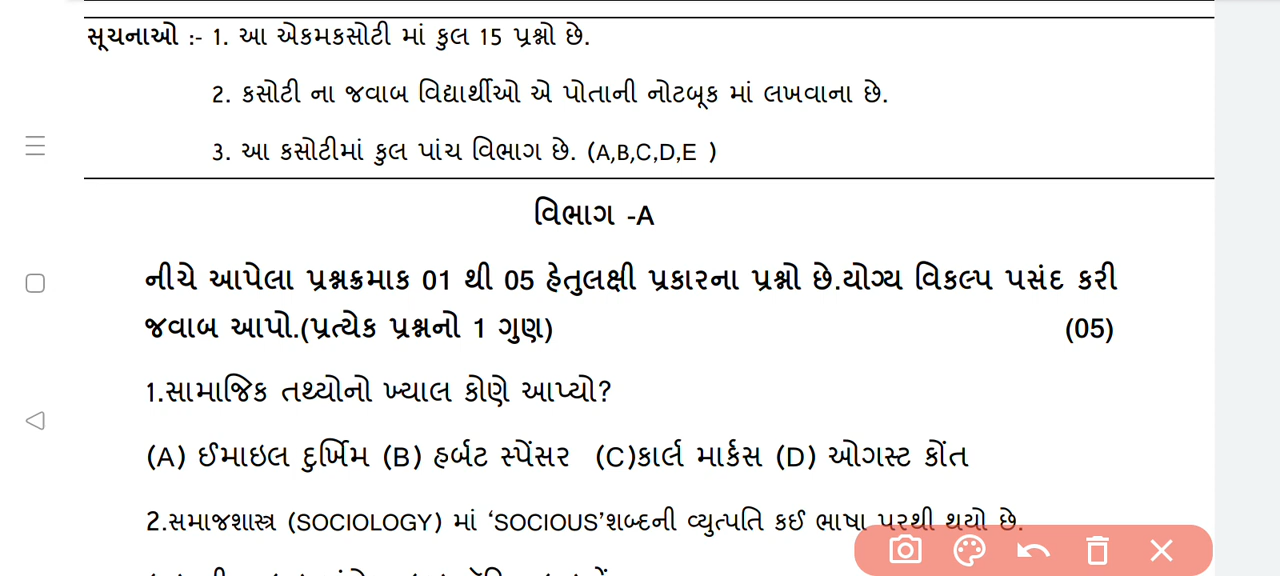 સૂચનાઓ :- 1. આ એકમકસોટી માં કુલ 15 પ્રશ્નો છે.
2. કસોટી ના જવાબ વિદ્યાર્થીઓ એ પોતાની નોટબૂક માં લખવાના છે.
3. આ કસોટીમાં કુલ પાંચ વિભાગ છે. (A,B,C,D,E )
વિભાગ -A
નીચે આપેલા પ્રશ્નક્રમાક 01 થી 05 હેતુલક્ષી પ્રકારના પ્રશ્નો છે.યોગ્ય વિકલ્પ પસંદ કરી
જવાબ આપો.(પ્રત્યેક પ્રશ્નનો 1 ગુણ) (05)
1.સામાજિક તથ્યોનો ખ્યાલ કોણે આપ્યો?
(A) ઈમાઇલ દુર્ખિમ (B) હર્બટ સ્પેંસર (C)કાર્લ માર્કસ (D) ઓગસ્ટ કોંત
2.સમાજશાસ્ત્ર (SOCIOLOGY) માં ‘SOCIOUS’શબ્દની વ્યુત્પતિ કઈ ભાષા પરથી થયો છે.